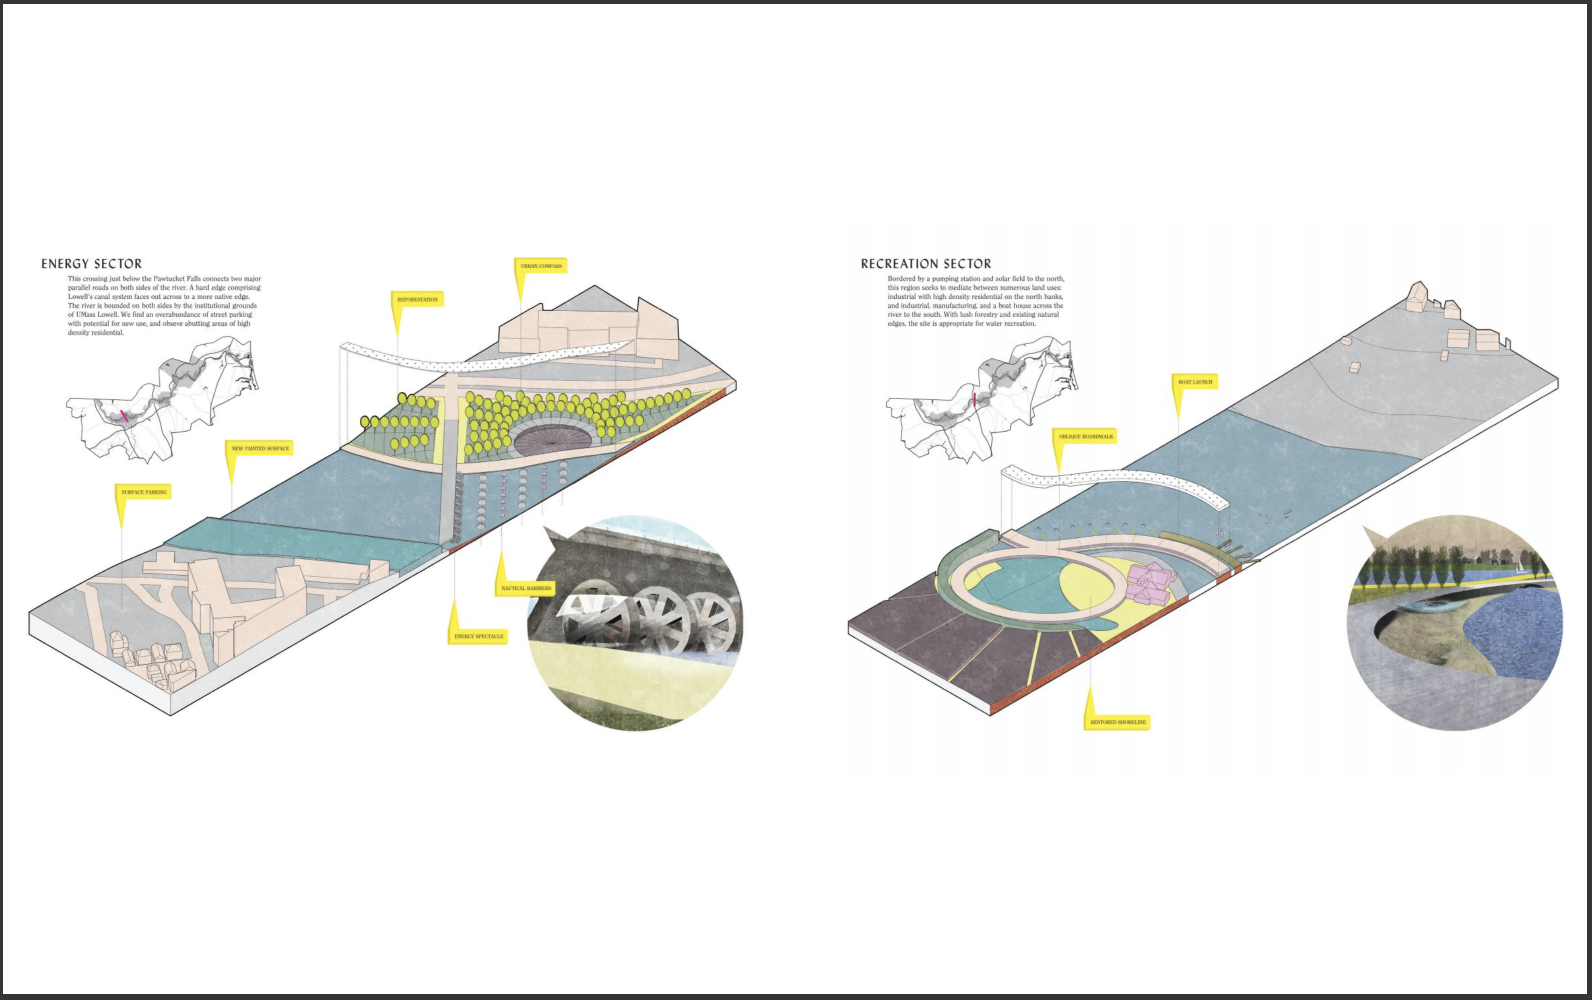 ENERGY SECTOR
This crossing just below the Pawtucket Falls connects two major
parallel roads on both sides of the river. A hard edge comprising
Lowell's canal system faces out across to a more native edge.
The river is bounded on both sides by the institutional grounds
of UMass Lowell. We find an overabundance of street parking
with potential for new use, and obseve abutting areas of high
density residential.
URBAN COMPASS
REFORESTATION
NEW PAINTED SURFACE
SURFACE PARKING
NAUTICAL BARRIERS
ENERGY SPECTACLE
RECREATION SECTOR
Bordered by a pumping station and solar field to the north,
this region seeks to mediate between numerous land uses:
industrial with high density residential on the north banks,
and industrial, manufacturing, and a boat house across the
river to the south. With lush forestry and existing natural
edges, the site is appropriate for water recreation.
BOAT LAUNCH
OBLIQUE BOARDWALK
RESTORED SHORELINE